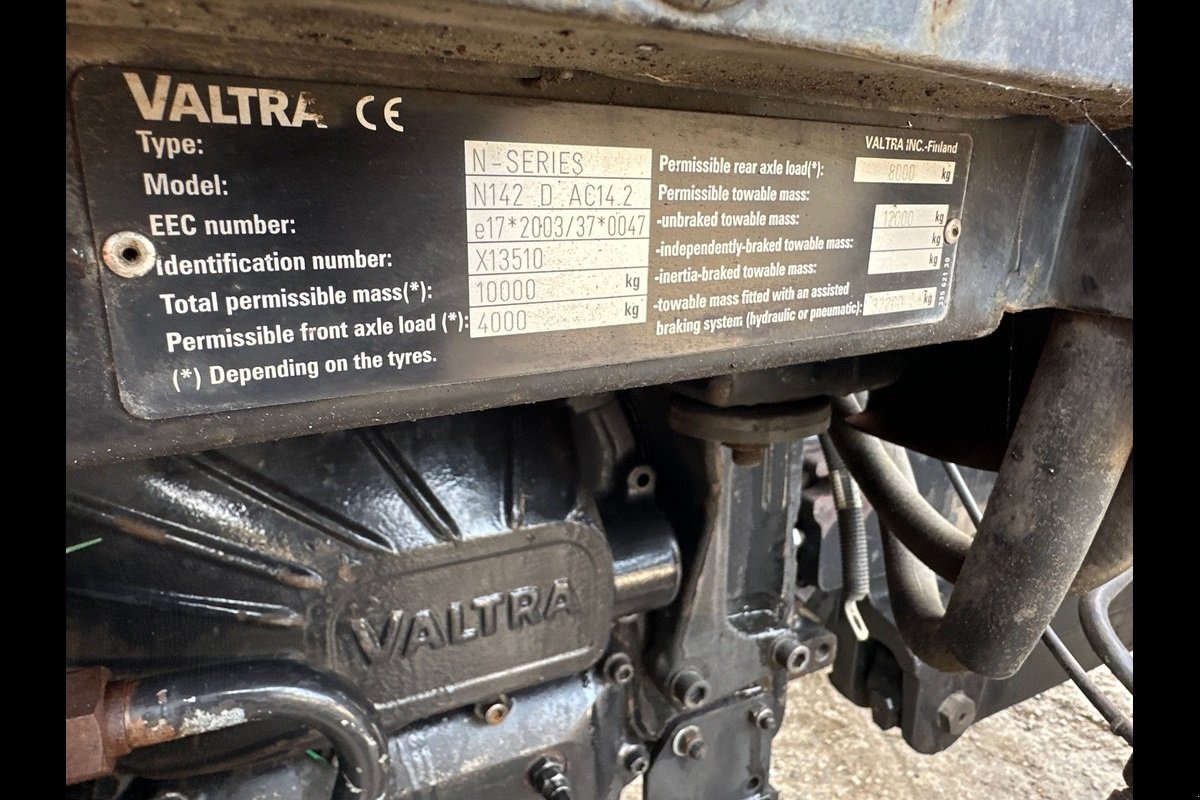 VALTRA CE
VALTRA INC.-Finland
Type: N-SERIES
Model: N142 D AC14.2
EEC number: e17*2003/37*0047
Identification number: X13510
Total permissible mass(*): 10000 kg
Permissible front axle load (*): 4000 kg
(*) Depending on the tyres.
Permissible rear axle load(*): 8000 kg
Permissible towable mass:
-unbraked towable mass: 12000 kg
-independently-braked towable mass: kg
-inertia-braked towable mass: kg
-towable mass fitted with an assisted
braking system (hydraulic or pneumatic): kg
VALTRA